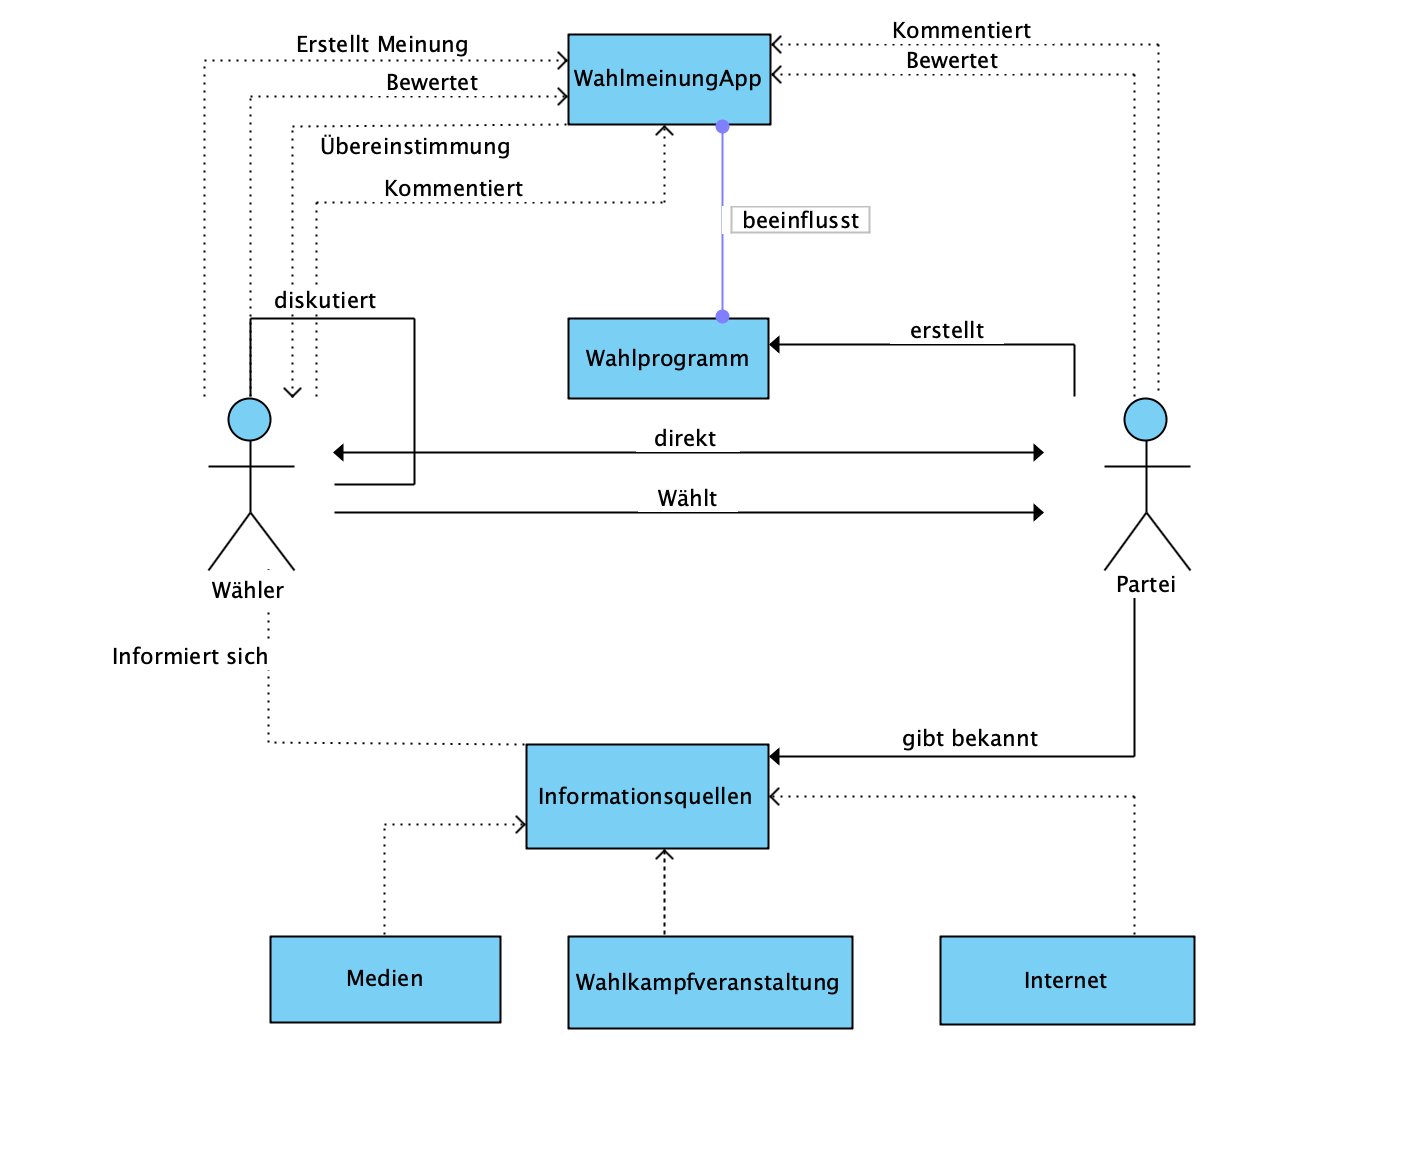 Kommentiert
Erstellt Meinung
Bewertet
WahlmeinungApp
Bewertet
Übereinstimmung
Kommentiert
beeinflusst
diskutiert
erstellt
Wahlprogramm
direkt
Wählt
Wähler
Partei
Informiert sich
gibt bekannt
Informationsquellen
Medien
Wahlkampfveranstaltung
Internet